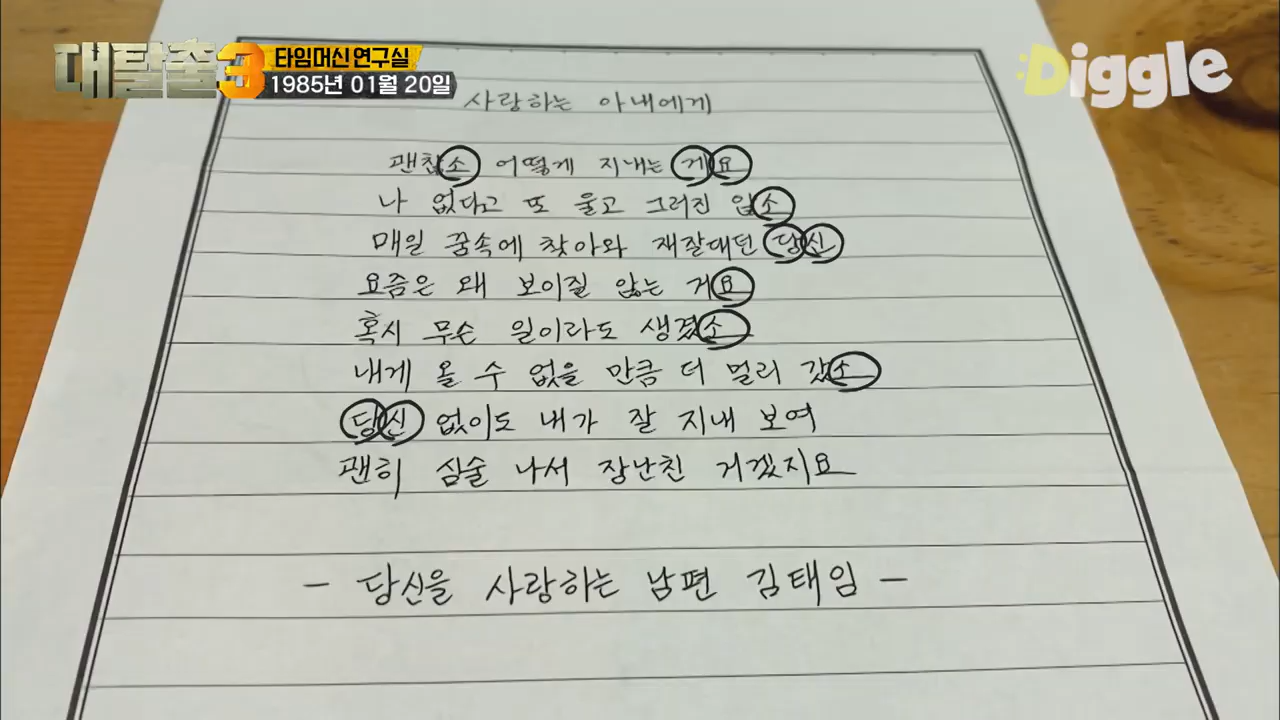 대탈출3
타임머신 연구실
1985년 01월 20일
Diggle
사랑하는 아내에게
괜찮소 어떻게 지내는 게요
나 없다고 또 울고 그러진 않소
매일 꿈속에 찾아와 재잘대던 당신
요즘은 왜 보이질 않는 거요
혹시 무슨 일이라도 생겼소
내게 올 수 없을 만큼 더 멀리 갔소
당신 없이도 내가 잘 지내 보여
괜히 심술 나서 장난친 거겠지요
- 당신을 사랑하는 남편 김태임 -